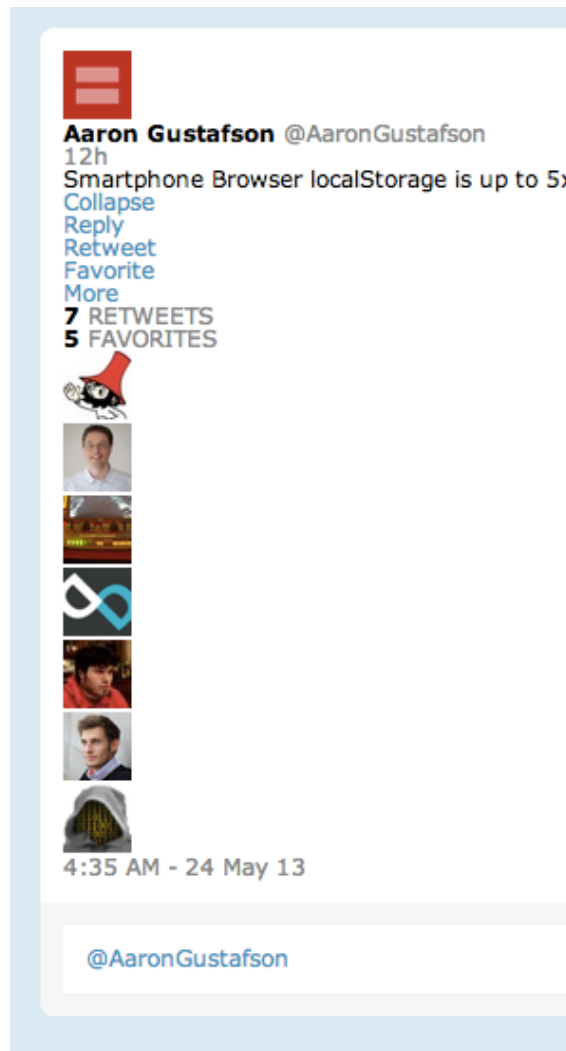 Aaron Gustafson @AaronGustafson
12h
Smartphone Browser localStorage is up to 5x
Collapse
Reply
Retweet
Favorite
More
7 RETWEETS
5 FAVORITES
4:35 AM - 24 May 13
@AaronGustafson